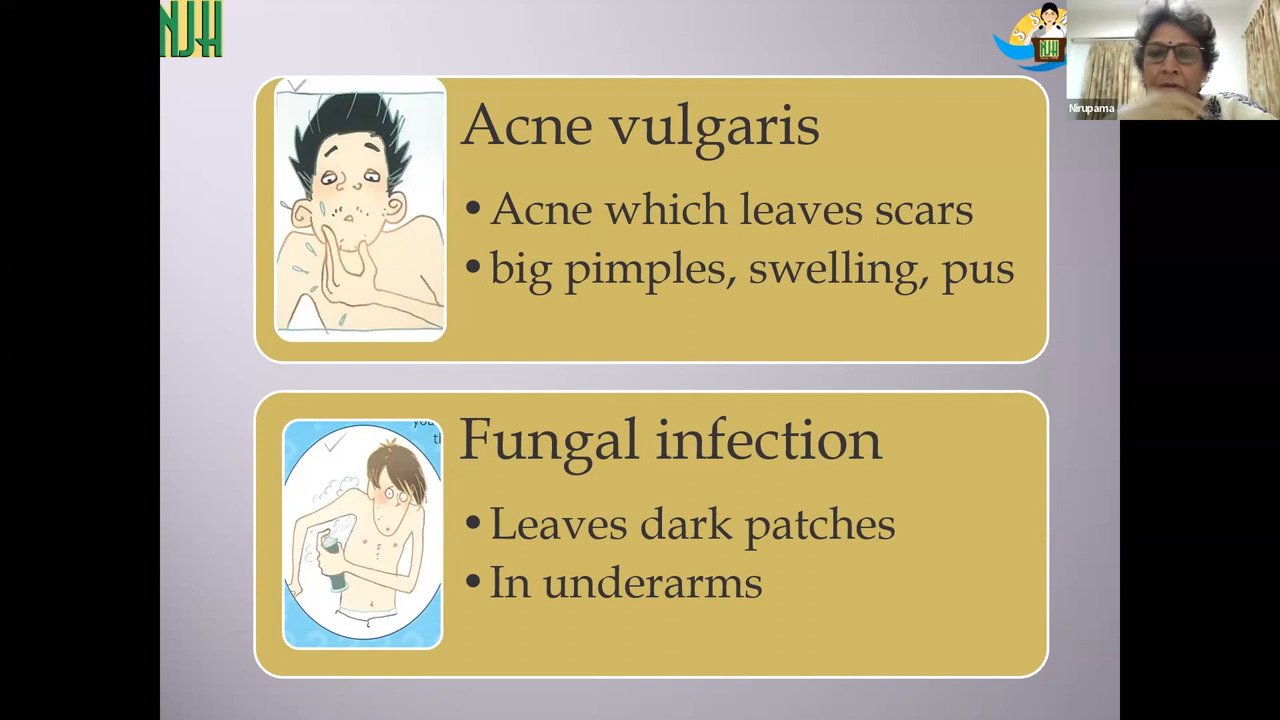 NJH
S
NJH
Nirupama
Acne vulgaris
• Acne which leaves scars
• big pimples, swelling, pus
Fungal infection
• Leaves dark patches
• In underarms